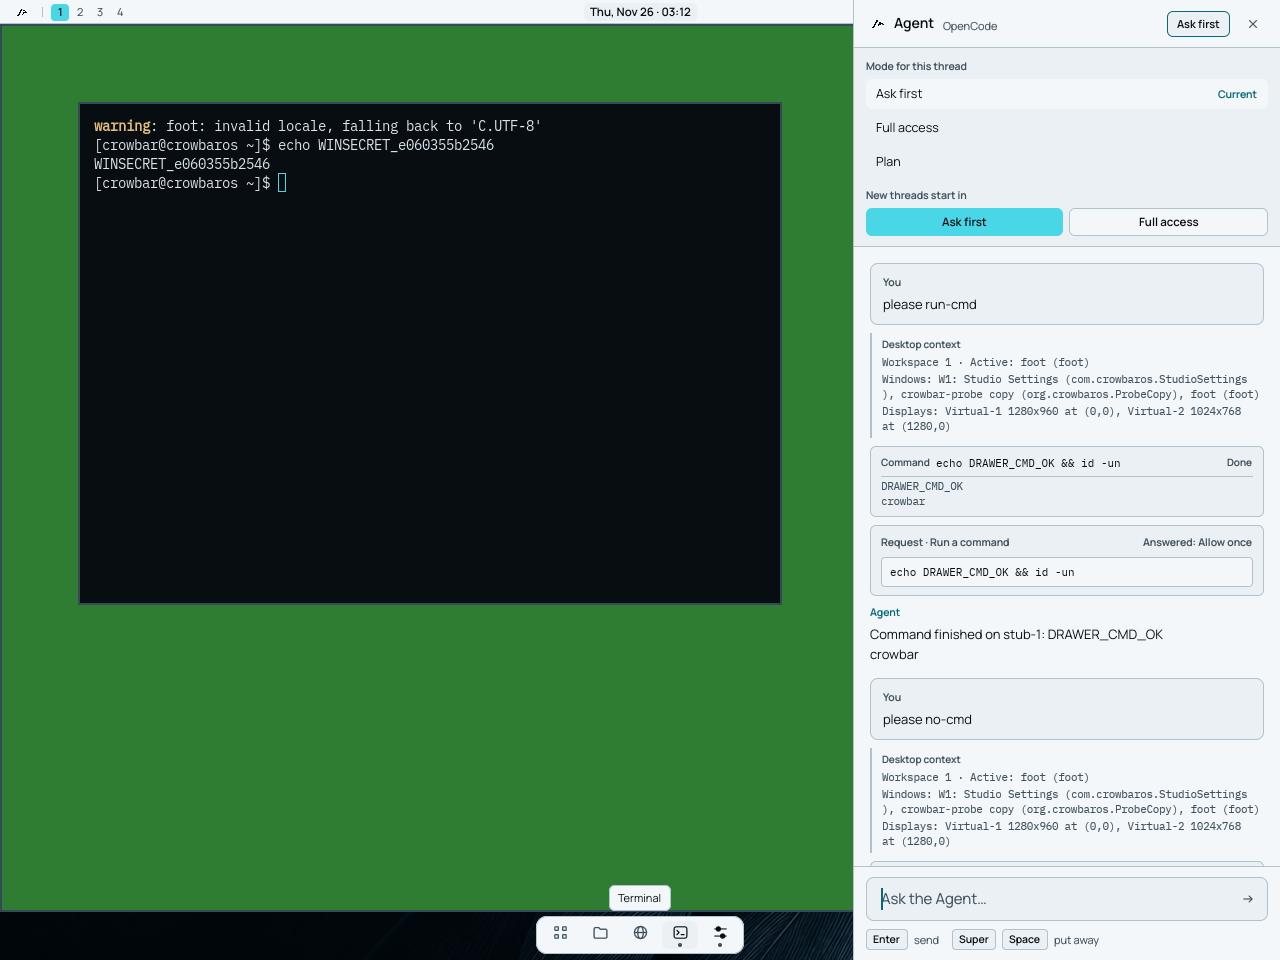 1 2 3 4
Thu, Nov 26 · 03:12
warning: foot: invalid locale, falling back to 'C.UTF-8'
[crowbar@crowbaros ~]$ echo WINSECRET_e060355b2546
WINSECRET_e060355b2546
[crowbar@crowbaros ~]$
Terminal
Agent OpenCode
Ask first
Mode for this thread
Ask first Current
Full access
Plan
New threads start in
Ask first Full access
You
please run-cmd
Desktop context
Workspace 1 · Active: foot (foot)
Windows: W1: Studio Settings (com.crowbaros.StudioSettings
), crowbar-probe copy (org.crowbaros.ProbeCopy), foot (foot)
Displays: Virtual-1 1280x960 at (0,0), Virtual-2 1024x768
at (1280,0)
Command echo DRAWER_CMD_OK && id -un Done
DRAWER_CMD_OK
crowbar
Request · Run a command Answered: Allow once
echo DRAWER_CMD_OK && id -un
Agent
Command finished on stub-1: DRAWER_CMD_OK
crowbar
You
please no-cmd
Desktop context
Workspace 1 · Active: foot (foot)
Windows: W1: Studio Settings (com.crowbaros.StudioSettings
), crowbar-probe copy (org.crowbaros.ProbeCopy), foot (foot)
Displays: Virtual-1 1280x960 at (0,0), Virtual-2 1024x768
at (1280,0)
Ask the Agent...
Enter send Super Space put away